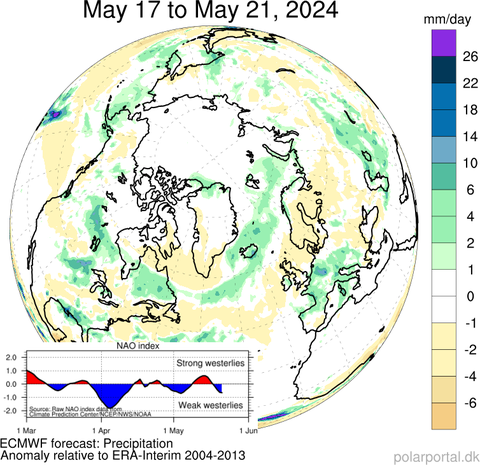 May 17 to May 21, 2024
mm/day
26
22
18
14
10
6
4
2
1
0
-1
-2
-4
-6
NAO index
2.0
1.0
0.0
-1.0
-2.0
Strong westerlies
Weak westerlies
Source: Raw NAO index data from
Climate Prediction Center/NCEP/NWS/NOAA
1 Mar
1 Apr
1 May
1 Jun
ECMWF forecast: Precipitation
Anomaly relative to ERA-Interim 2004-2013
polarportal.dk